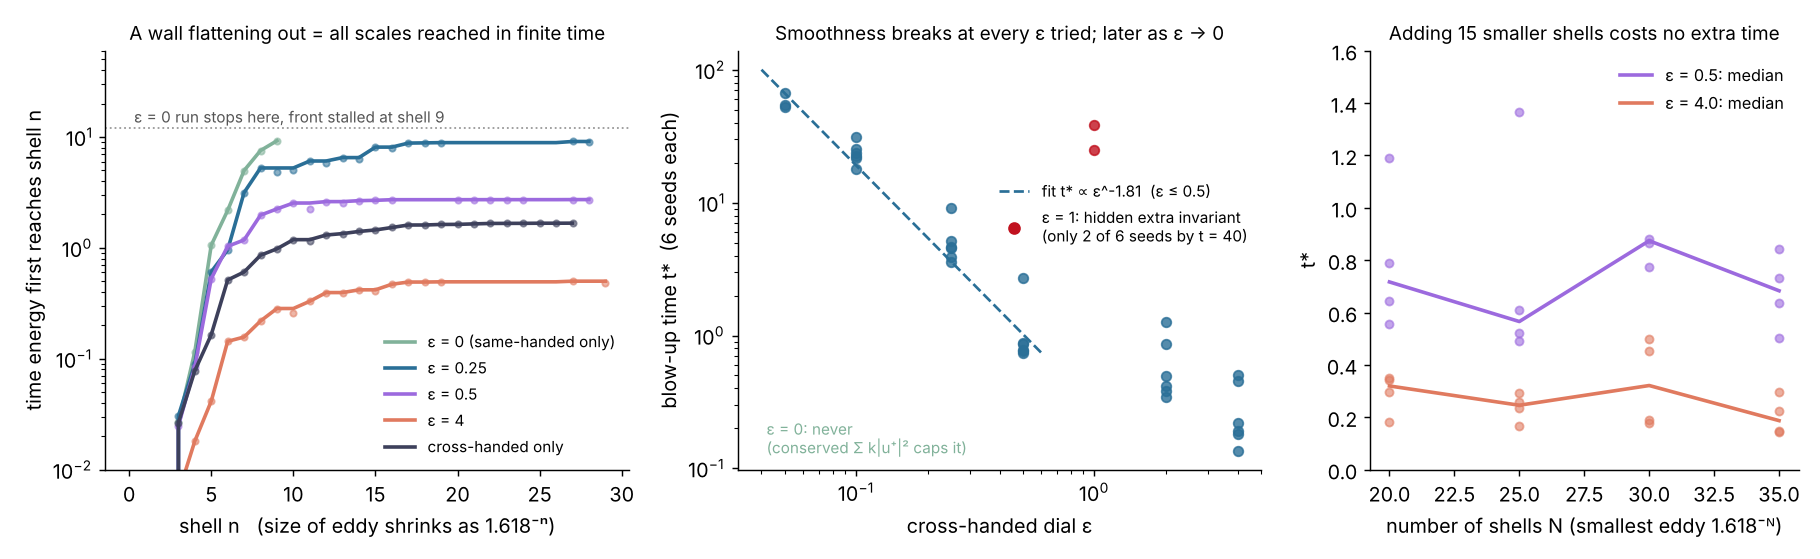 A wall flattening out = all scales reached in finite time
time energy first reaches shell n
10¹
10⁰
10⁻¹
10⁻²
ε = 0 run stops here, front stalled at shell 9
ε = 0 (same-handed only)
ε = 0.25
ε = 0.5
ε = 4
cross-handed only
0 5 10 15 20 25 30
shell n (size of eddy shrinks as 1.618⁻ⁿ)
Smoothness breaks at every ε tried; later as ε → 0
blow-up time t* (6 seeds each)
10²
10¹
10⁰
10⁻¹
fit t* ∝ ε^-1.81 (ε ≤ 0.5)
ε = 1: hidden extra invariant
(only 2 of 6 seeds by t = 40)
ε = 0: never
(conserved Σ k|u⁺|² caps it)
10⁻¹ 10⁰
cross-handed dial ε
Adding 15 smaller shells costs no extra time
t*
1.6
1.4
1.2
1.0
0.8
0.6
0.4
0.2
0.0
ε = 0.5: median
ε = 4.0: median
20.0 22.5 25.0 27.5 30.0 32.5 35.0
number of shells N (smallest eddy 1.618⁻ᴺ)